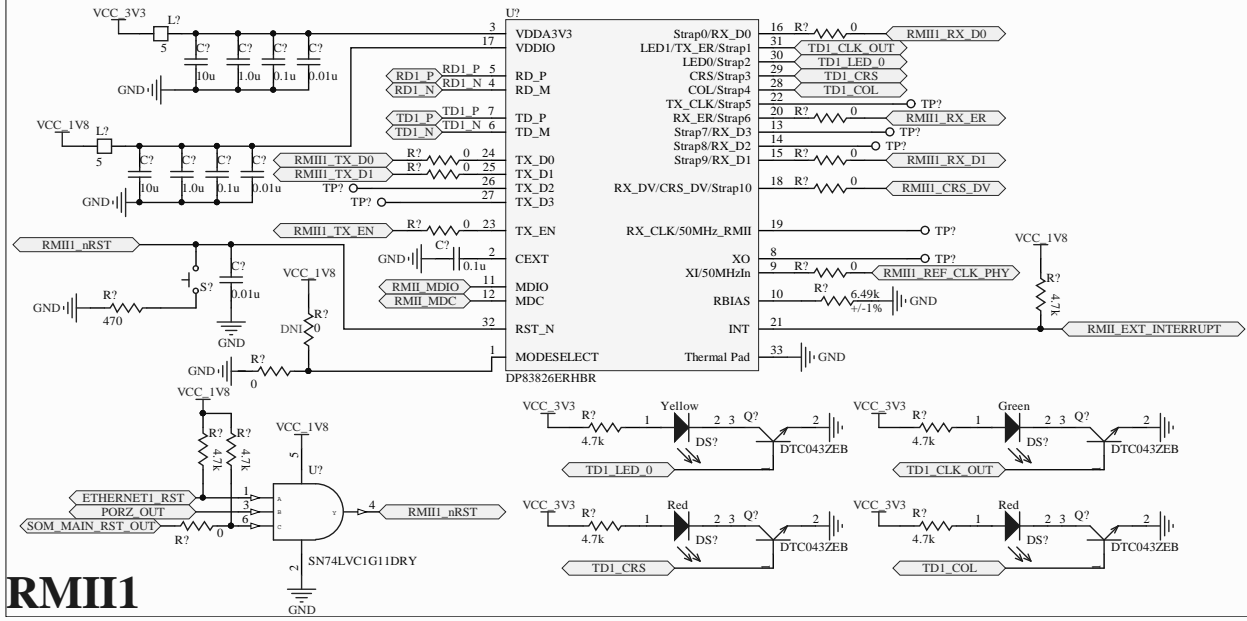 VCC_3V3
L?
5
C?
C?
C?
C?
10u
1.0u
0.1u
0.01u
GND
VCC_1V8
L?
5
C?
C?
C?
C?
10u
1.0u
0.1u
0.01u
GND
U?
3 VDDA3V3
17 VDDIO
RD1_P RD1_P 5 RD_P
RD1_N RD1_N 4 RD_M
TD1_P TD1_P 7 TD_P
TD1_N TD1_N 6 TD_M
RMII1_TX_D0 R? 0 24 TX_D0
RMII1_TX_D1 R? 0 25 TX_D1
TP? 26 TX_D2
TP? 27 TX_D3
RMII1_TX_EN R? 0 23 TX_EN
GND C? 0.1u 2 CEXT
RMII_MDIO 11 MDIO
RMII_MDC 12 MDC
32 RST_N
1 MODESELECT
DP83826ERHBR
Strap0/RX_D0 16 R? 0 RMII1_RX_D0
LED1/TX_ER/Strap1 31 TD1_CLK_OUT
LED0/Strap2 30 TD1_LED_0
CRS/Strap3 29 TD1_CRS
COL/Strap4 28 TD1_COL
TX_CLK/Strap5 22 TP?
RX_ER/Strap6 20 R? 0 RMII1_RX_ER
Strap7/RX_D3 13 TP?
Strap8/RX_D2 14 TP?
Strap9/RX_D1 15 R? 0 RMII1_RX_D1
RX_DV/CRS_DV/Strap10 18 R? 0 RMII1_CRS_DV
RX_CLK/50MHz_RMII 19 TP?
XO 8 TP?
XI/50MHzIn 9 R? 0 RMII1_REF_CLK_PHY
RBIAS 10 R? 6.49k GND
+/-1%
INT 21 RMII_EXT_INTERRUPT
Thermal Pad 33 GND
VCC_1V8
R?
4.7k
RMII1_nRST
S?
C?
0.01u
GND
R?
470
GND
VCC_1V8
R?
DNI 0
GND
R?
0
VCC_1V8
R?
4.7k
R?
4.7k
VCC_1V8
5
U?
ETHERNET1_RST 1 A
PORZ_OUT 3 B
SOM_MAIN_RST_OUT 6 C
R? 0
Y 4 RMII1_nRST
SN74LVC1G11DRY
2
GND
VCC_3V3 R? 4.7k 1 Yellow DS? 2 3 Q? 2
DTC043ZEB
TD1_LED_0 1
VCC_3V3 R? 4.7k 1 Green DS? 2 3 Q? 2
DTC043ZEB
TD1_CLK_OUT 1
VCC_3V3 R? 4.7k 1 Red DS? 2 3 Q? 2
DTC043ZEB
TD1_CRS 1
VCC_3V3 R? 4.7k 1 Red DS? 2 3 Q? 2
DTC043ZEB
TD1_COL 1
RMII1